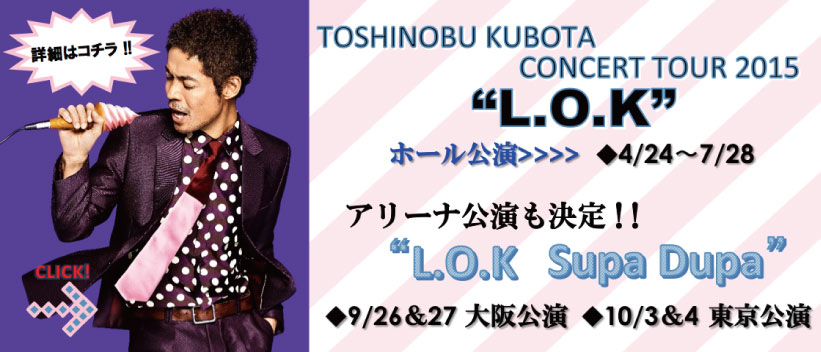 詳細はコチラ!!
CLICK!
TOSHINOBU KUBOTA
CONCERT TOUR 2015
“L.O.K”
ホール公演>>>> ◆4/24〜7/28
アリーナ公演も決定!!
“L.O.K Supa Dupa”
◆9/26&27 大阪公演 ◆10/3&4 東京公演